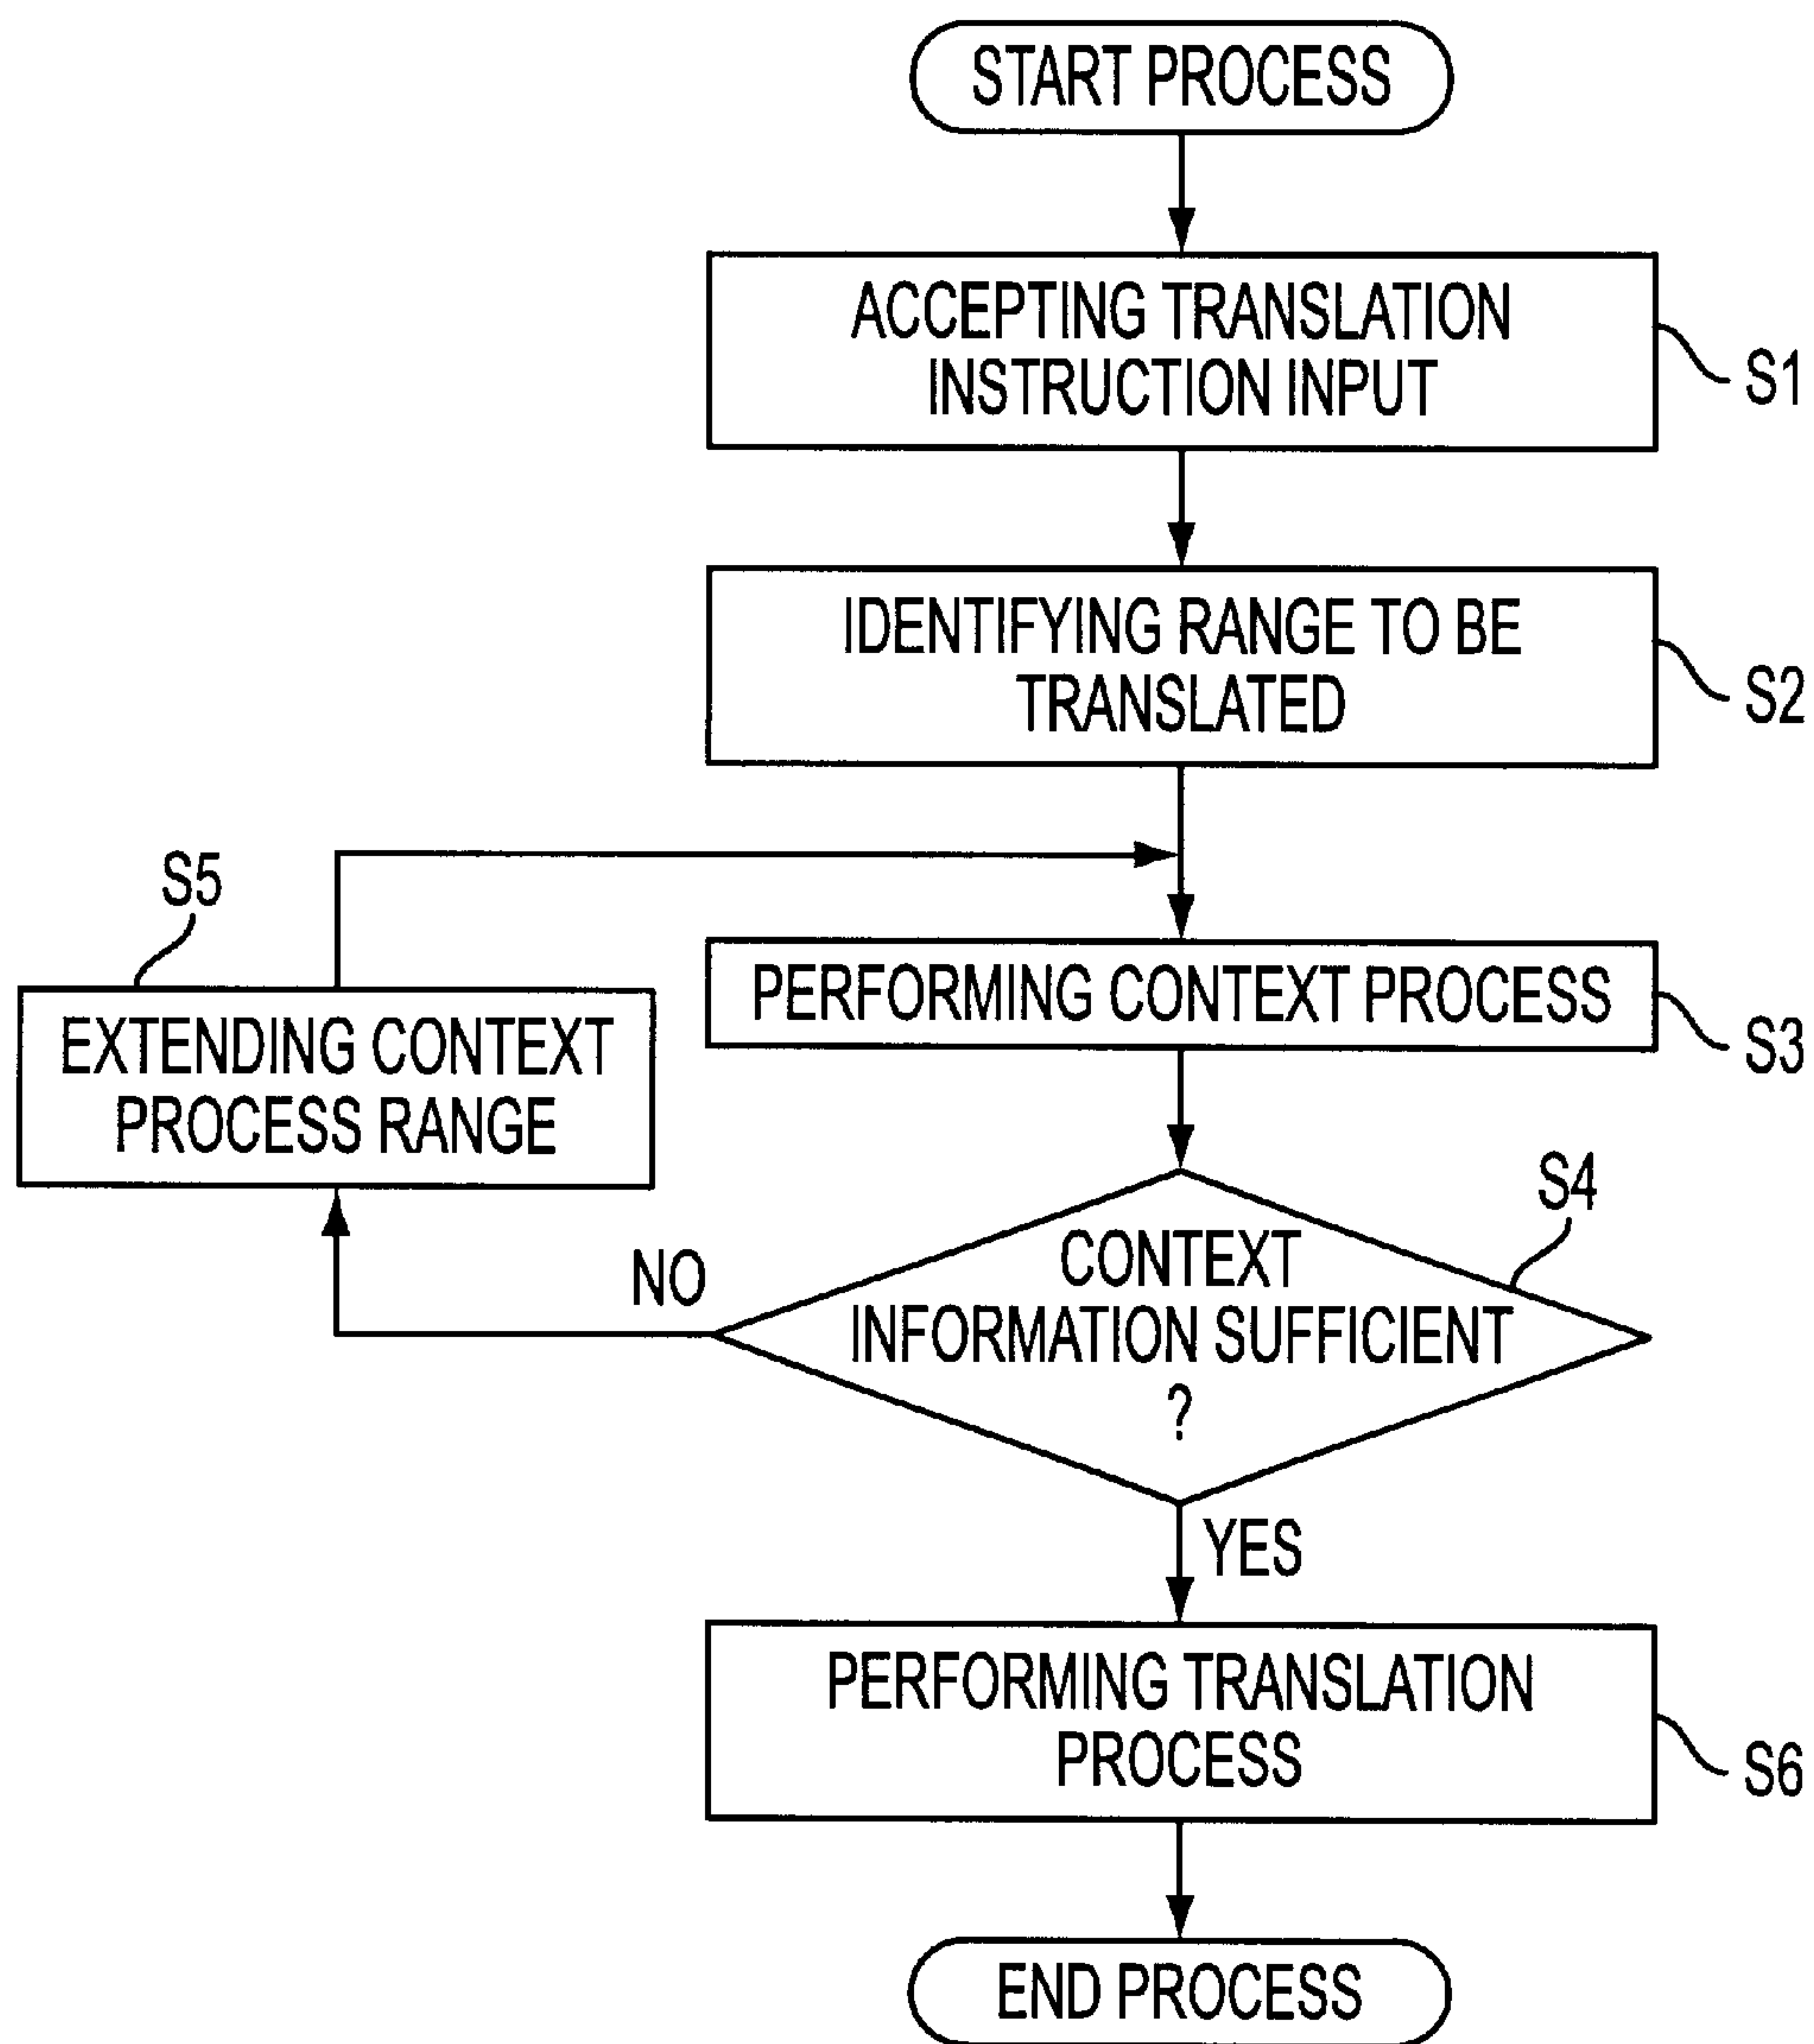 START PROCESS
ACCEPTING TRANSLATION
INSTRUCTION INPUT
S1
IDENTIFYING RANGE TO BE
TRANSLATED
S2
S5
EXTENDING CONTEXT
PROCESS RANGE
PERFORMING CONTEXT PROCESS
S3
S4
CONTEXT
INFORMATION SUFFICIENT
?
NO
YES
PERFORMING TRANSLATION
PROCESS
S6
END PROCESS